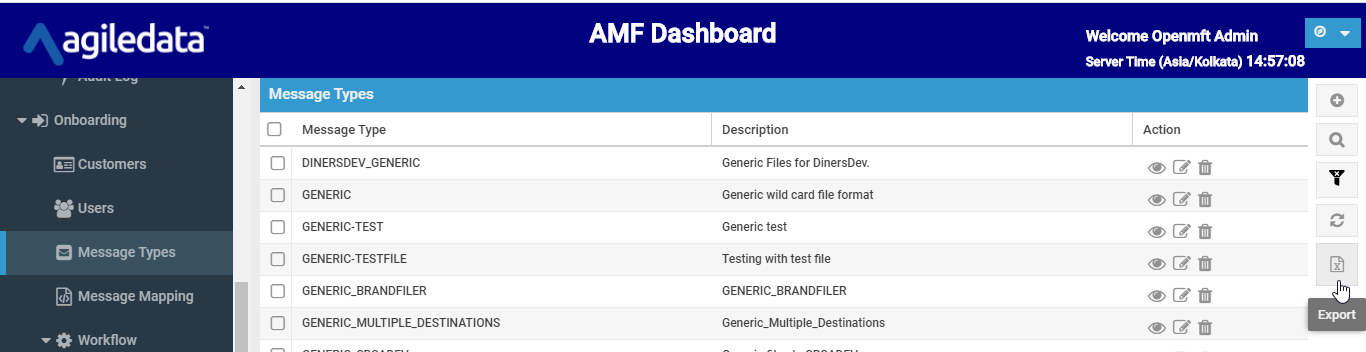 agiledata™
AMF Dashboard
Welcome Openmft Admin
Server Time (Asia/Kolkata) 14:57:08
Audit Log
Onboarding
Customers
Users
Message Types
Message Mapping
Workflow
Message Types
Message Type Description Action
DINERSDEV_GENERIC Generic Files for DinersDev.
GENERIC Generic wild card file format
GENERIC-TEST Generic test
GENERIC-TESTFILE Testing with test file
GENERIC_BRANDFILER GENERIC_BRANDFILER
GENERIC_MULTIPLE_DESTINATIONS Generic_Multiple_Destinations
Export